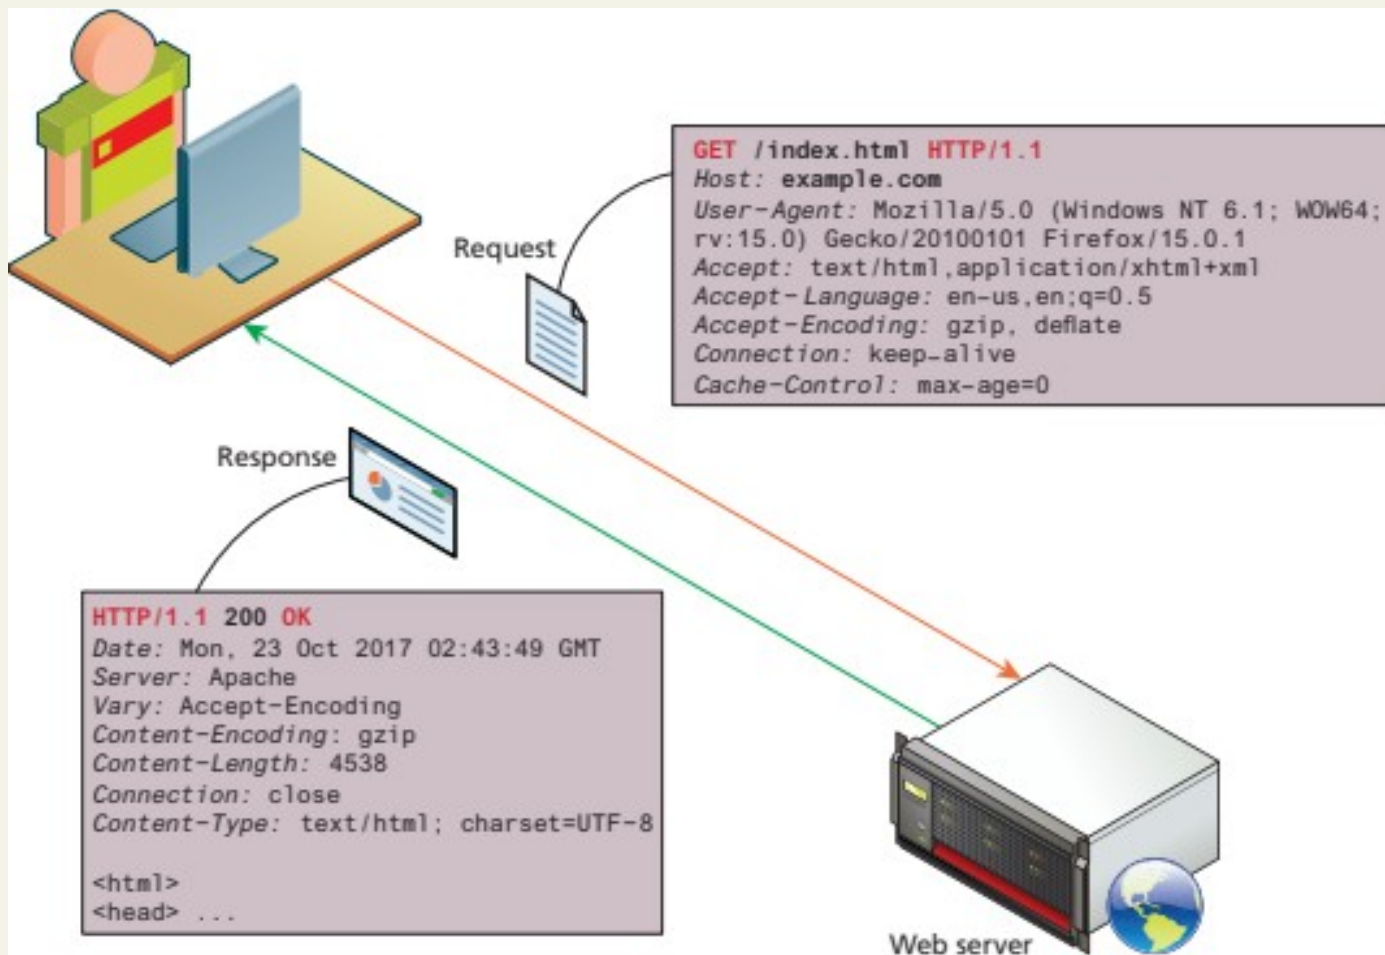 GET /index.html HTTP/1.1
Host: example.com
User-Agent: Mozilla/5.0 (Windows NT 6.1; WOW64;
rv:15.0) Gecko/20100101 Firefox/15.0.1
Accept: text/html,application/xhtml+xml
Accept-Language: en-us,en;q=0.5
Accept-Encoding: gzip, deflate
Connection: keep-alive
Cache-Control: max-age=0
Request
Response
HTTP/1.1 200 OK
Date: Mon, 23 Oct 2017 02:43:49 GMT
Server: Apache
Vary: Accept-Encoding
Content-Encoding: gzip
Content-Length: 4538
Connection: close
Content-Type: text/html; charset=UTF-8
<html>
<head> ...
Web server